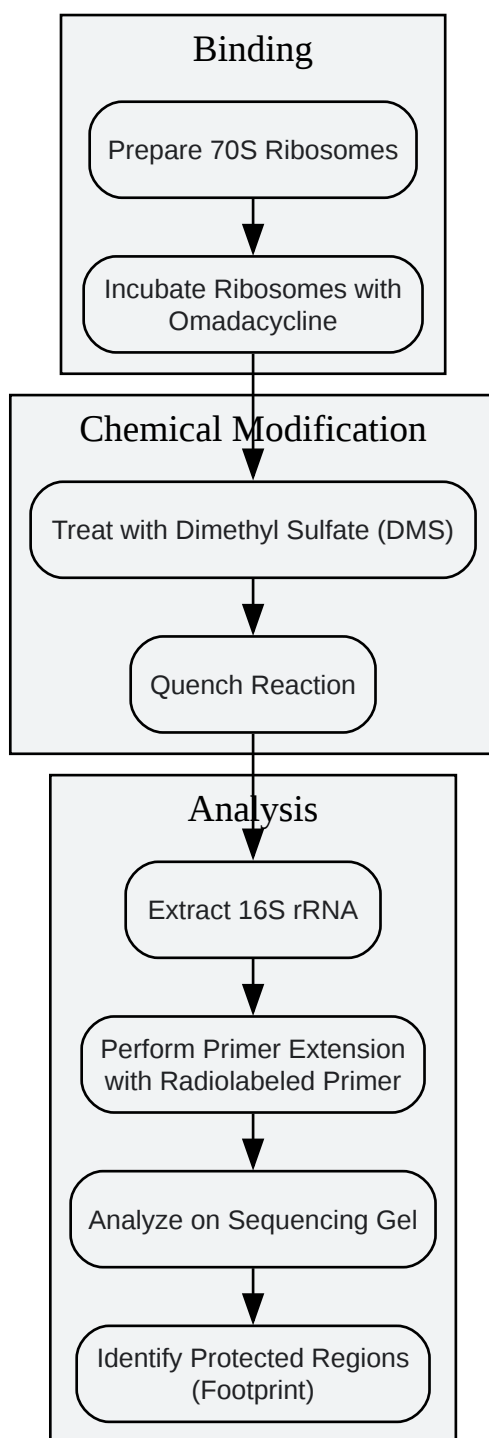 Binding
Prepare 70S Ribosomes
Incubate Ribosomes with
Omadacycline
Chemical Modification
Treat with Dimethyl Sulfate (DMS)
Quench Reaction
Analysis
Extract 16S rRNA
Perform Primer Extension
with Radiolabeled Primer
Analyze on Sequencing Gel
Identify Protected Regions
(Footprint)